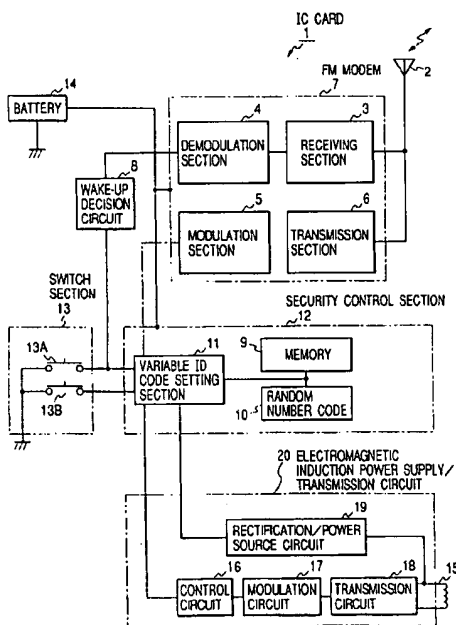 IC CARD
1
FM MODEM
7
2
14
BATTERY
4
DEMODULATION
SECTION
3
RECEIVING
SECTION
8
WAKE-UP
DECISION
CIRCUIT
5
MODULATION
SECTION
6
TRANSMISSION
SECTION
SWITCH
SECTION
13
SECURITY CONTROL SECTION
12
13A
13B
11
VARIABLE ID
CODE SETTING
SECTION
9
MEMORY
10
RANDOM
NUMBER CODE
20 ELECTROMAGNETIC
INDUCTION POWER SUPPLY/
TRANSMISSION CIRCUIT
19
RECTIFICATION/POWER
SOURCE CIRCUIT
15
16
CONTROL
CIRCUIT
17
MODULATION
CIRCUIT
18
TRANSMISSION
CIRCUIT